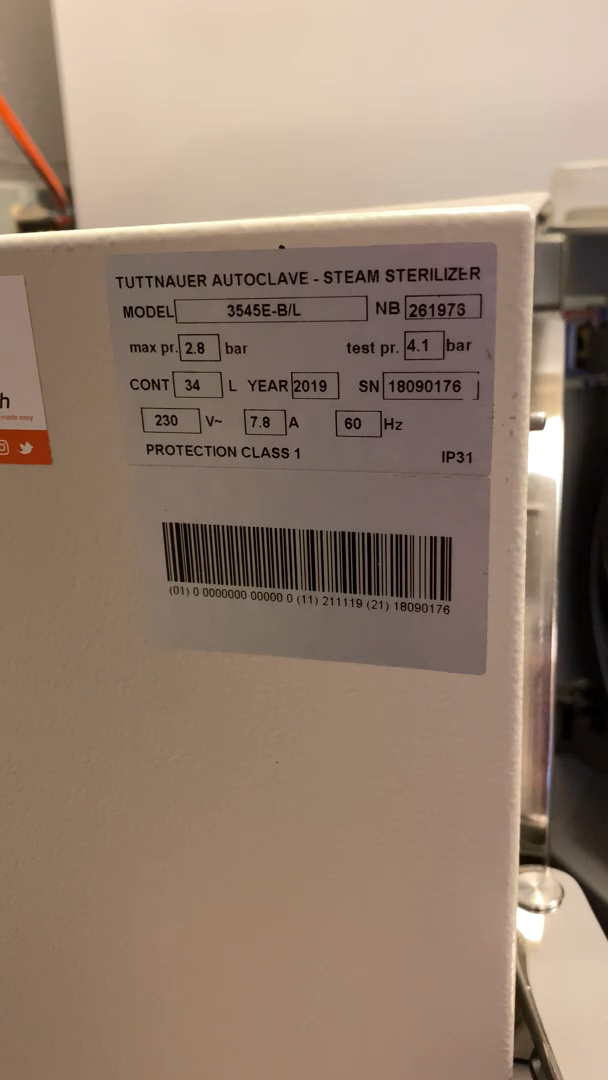 TUTTNAUER AUTOCLAVE - STEAM STERILIZER
MODEL 3545E-B/L NB 261973
max pr. 2.8 bar test pr. 4.1 bar
CONT 34 L YEAR 2019 SN 18090176
230 V~ 7.8 A 60 Hz
PROTECTION CLASS 1 IP31
(01) 0 0000000 00000 0 (11) 211119 (21) 18090176
h
made easy